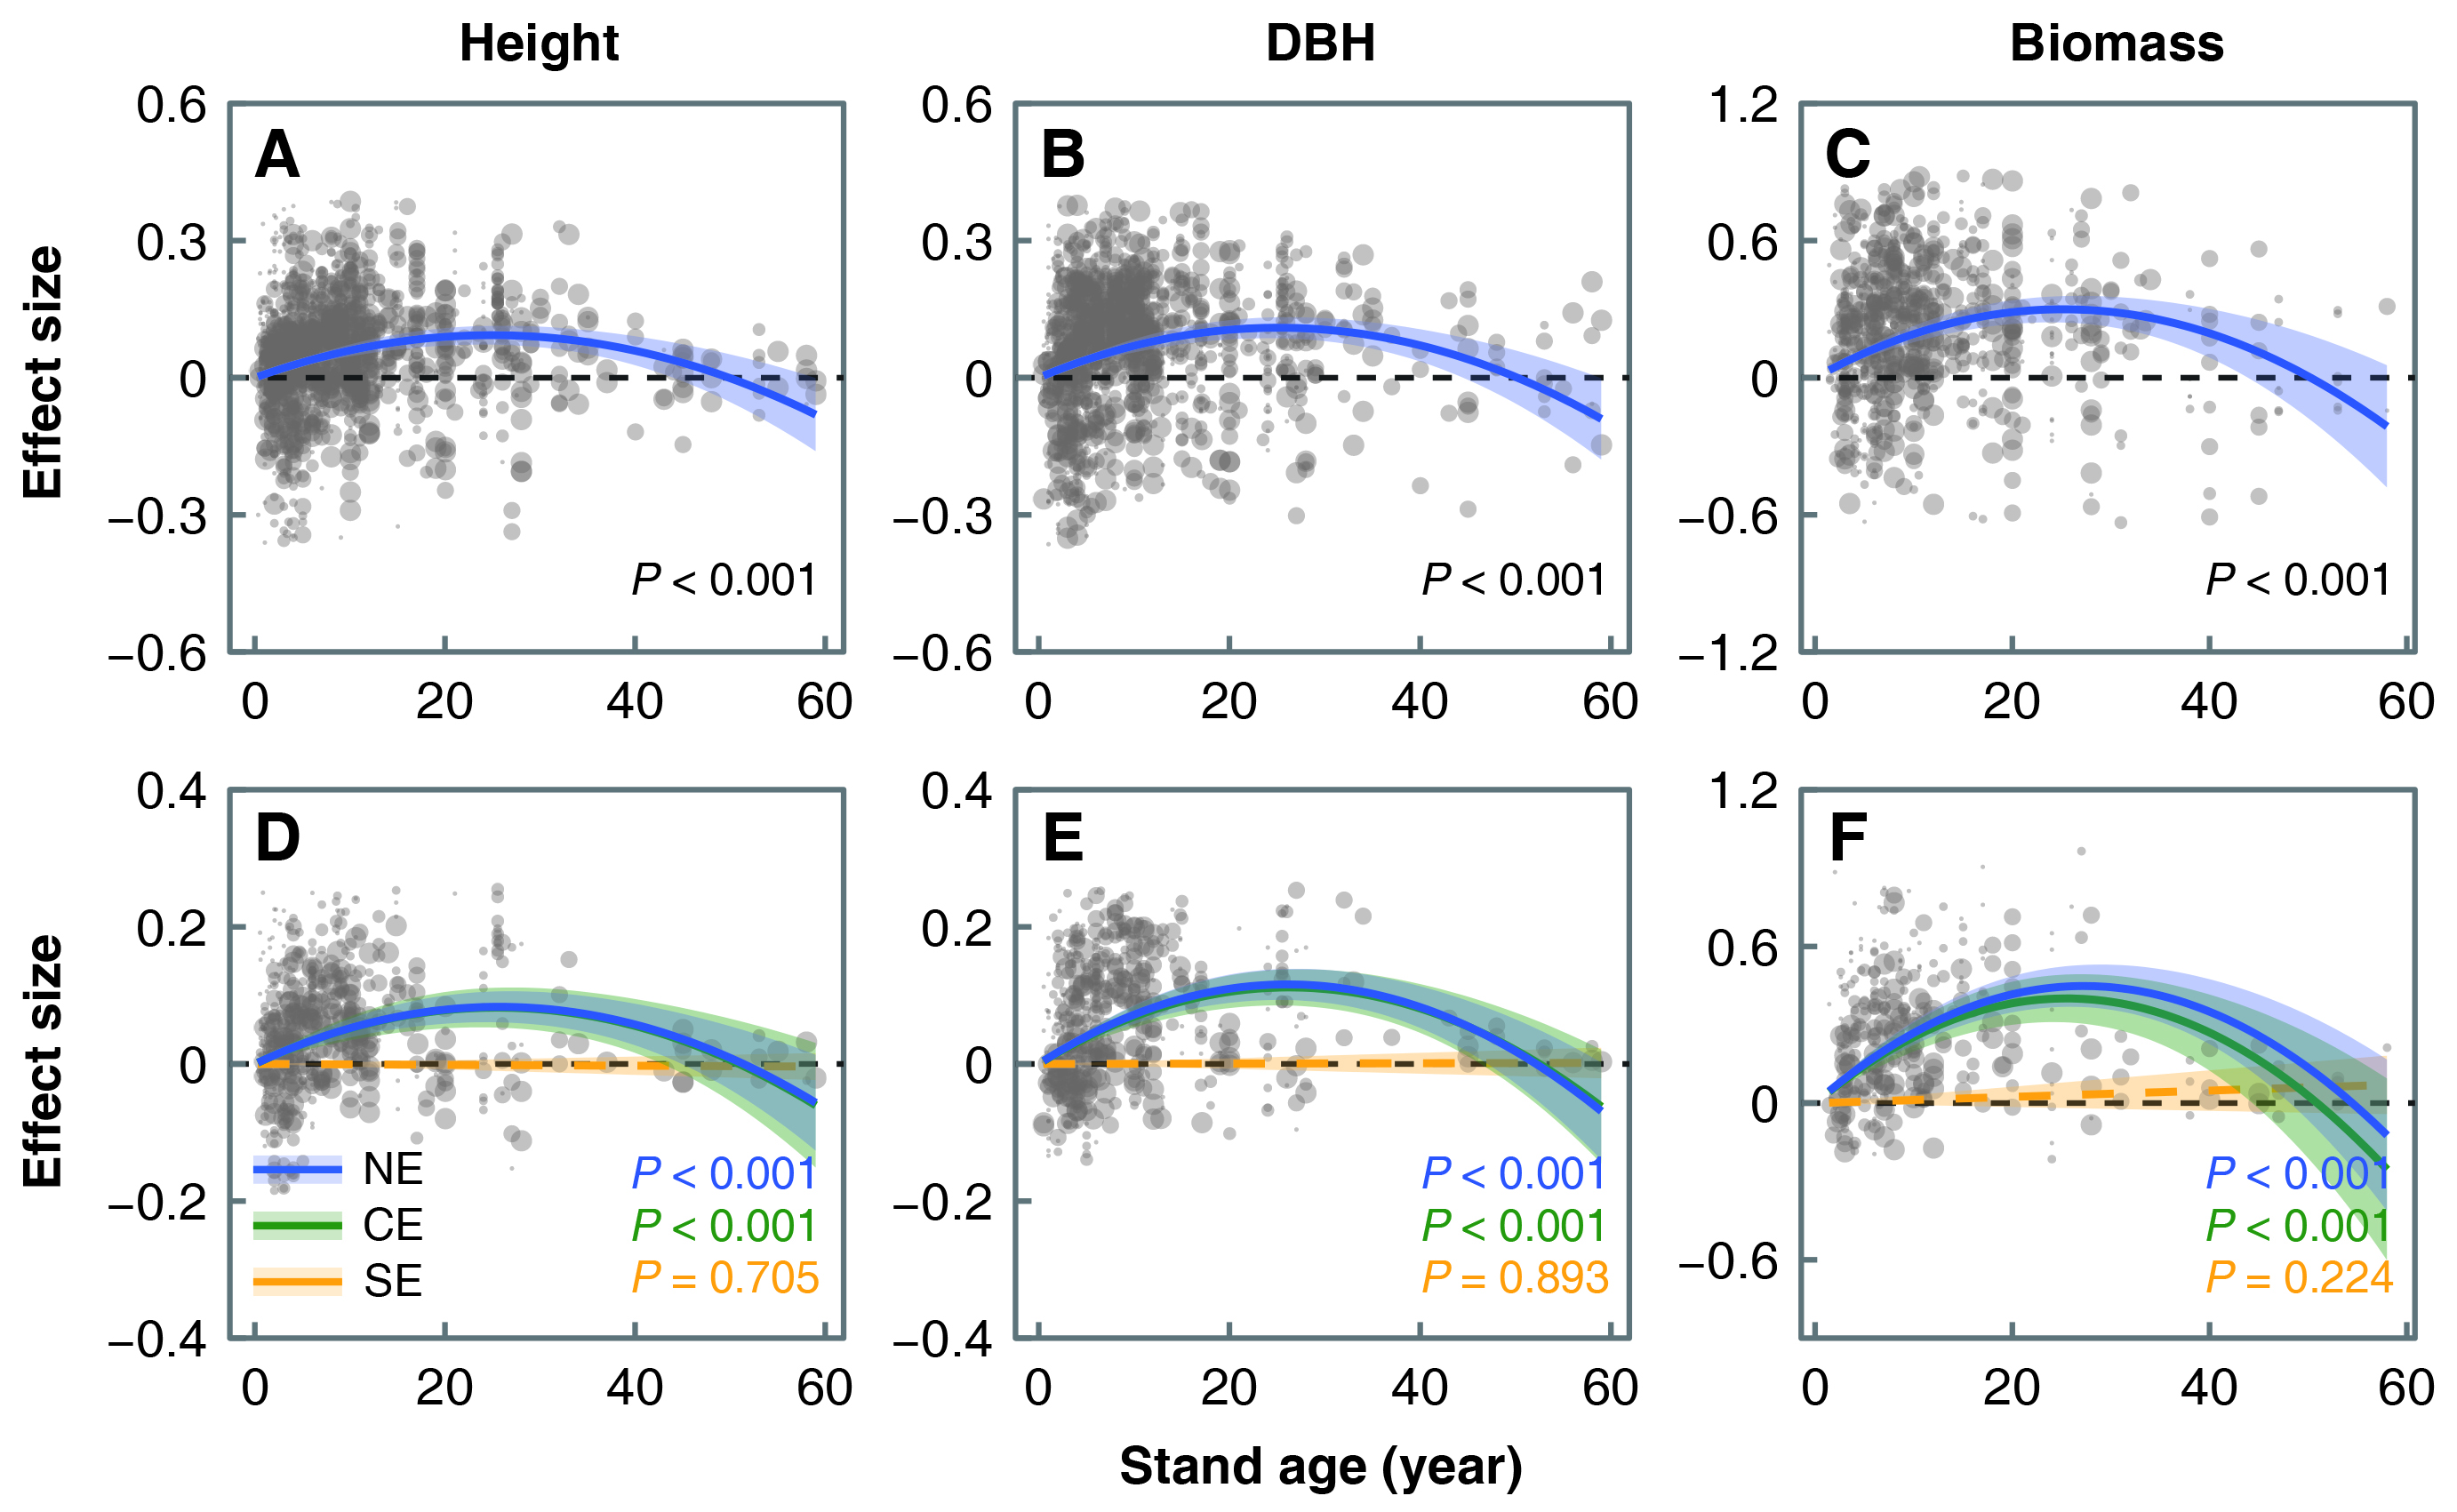 Height DBH Biomass
A B C
0.6 0.6 1.2
0.3 0.3 0.6
0 0 0
−0.3 −0.3 −0.6
−0.6 −0.6 −1.2
Effect size
P < 0.001 P < 0.001 P < 0.001
0 20 40 60 0 20 40 60 0 20 40 60
D E F
0.4 0.4 1.2
0.2 0.2 0.6
0 0 0
−0.2 −0.2 −0.6
−0.4 −0.4
Effect size
NE P < 0.001 P < 0.001 P < 0.001
CE P < 0.001 P < 0.001 P < 0.001
SE P = 0.705 P = 0.893 P = 0.224
0 20 40 60 0 20 40 60 0 20 40 60
Stand age (year)